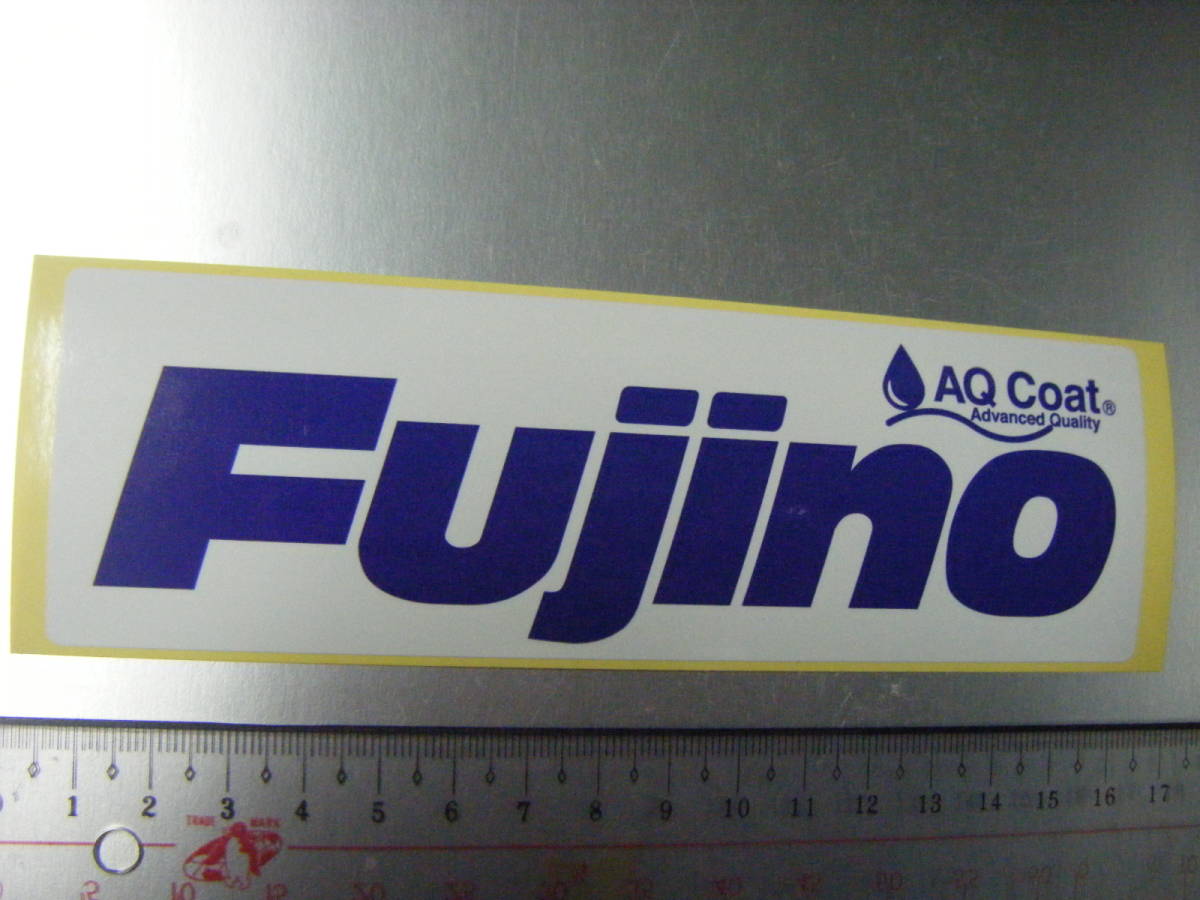 AQ Coat®
Advanced Quality
Fujino
0 1 2 3 4 5 6 7 8 9 10 11 12 13 14 15 16 17
TRADE MARK